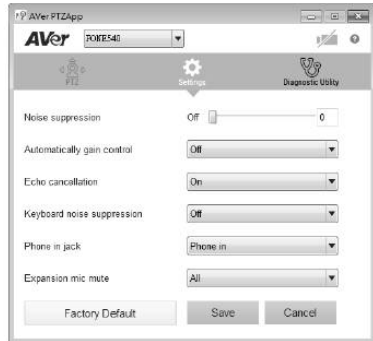 AVer PTZApp
AVer FONE540
PTZ Settings Diagnostic Utility
Noise suppression Off 0
Automatically gain control Off
Echo cancellation On
Keyboard noise suppression Off
Phone in jack Phone in
Expansion mic mute All
Factory Default Save Cancel